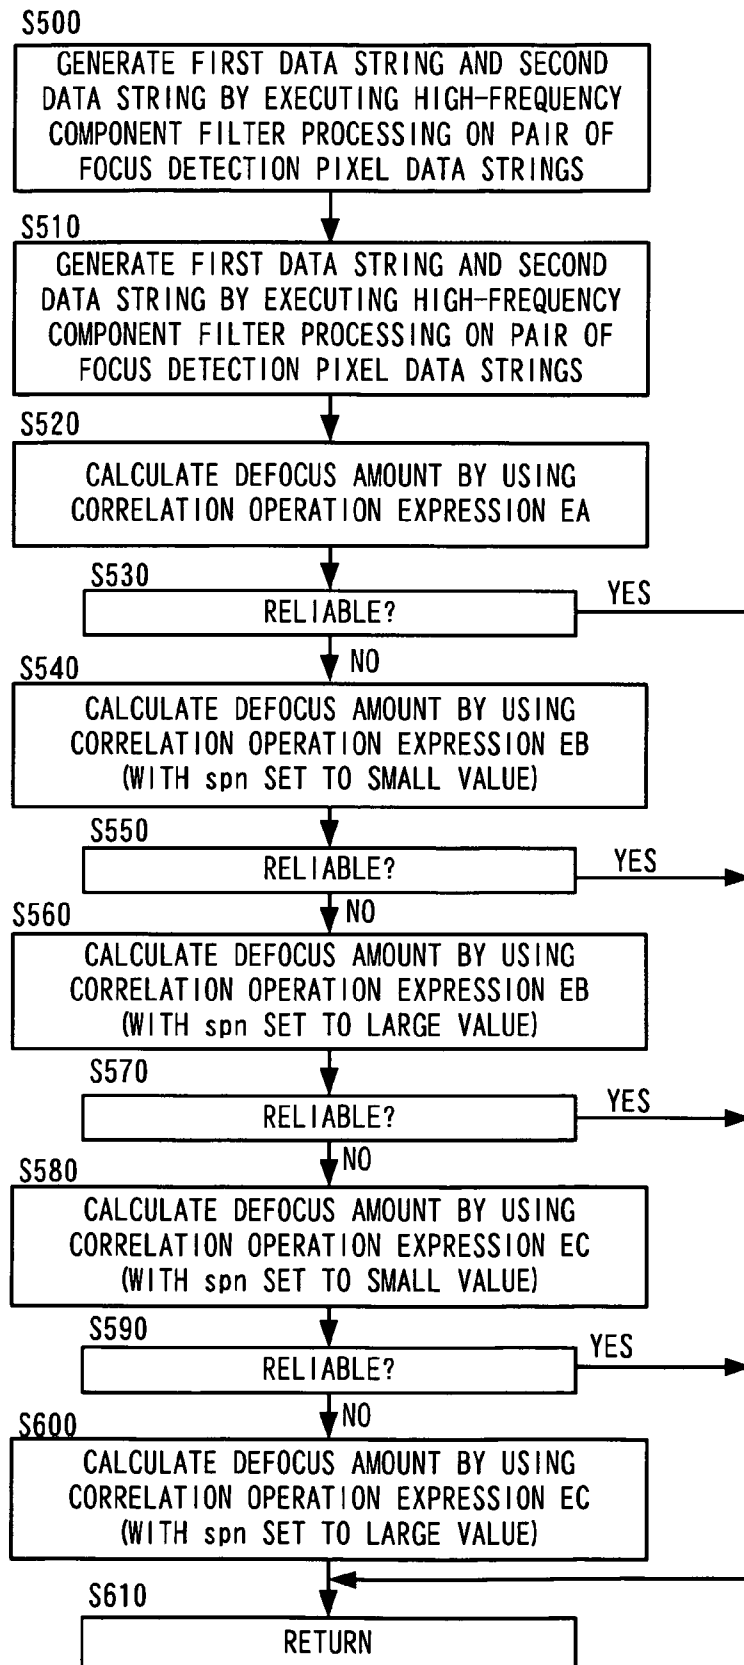 S500
GENERATE FIRST DATA STRING AND SECOND
DATA STRING BY EXECUTING HIGH-FREQUENCY
COMPONENT FILTER PROCESSING ON PAIR OF
FOCUS DETECTION PIXEL DATA STRINGS
S510
GENERATE FIRST DATA STRING AND SECOND
DATA STRING BY EXECUTING HIGH-FREQUENCY
COMPONENT FILTER PROCESSING ON PAIR OF
FOCUS DETECTION PIXEL DATA STRINGS
S520
CALCULATE DEFOCUS AMOUNT BY USING
CORRELATION OPERATION EXPRESSION EA
S530
RELIABLE?
YES
NO
S540
CALCULATE DEFOCUS AMOUNT BY USING
CORRELATION OPERATION EXPRESSION EB
(WITH spn SET TO SMALL VALUE)
S550
RELIABLE?
YES
NO
S560
CALCULATE DEFOCUS AMOUNT BY USING
CORRELATION OPERATION EXPRESSION EB
(WITH spn SET TO LARGE VALUE)
S570
RELIABLE?
YES
NO
S580
CALCULATE DEFOCUS AMOUNT BY USING
CORRELATION OPERATION EXPRESSION EC
(WITH spn SET TO SMALL VALUE)
S590
RELIABLE?
YES
NO
S600
CALCULATE DEFOCUS AMOUNT BY USING
CORRELATION OPERATION EXPRESSION EC
(WITH spn SET TO LARGE VALUE)
S610
RETURN